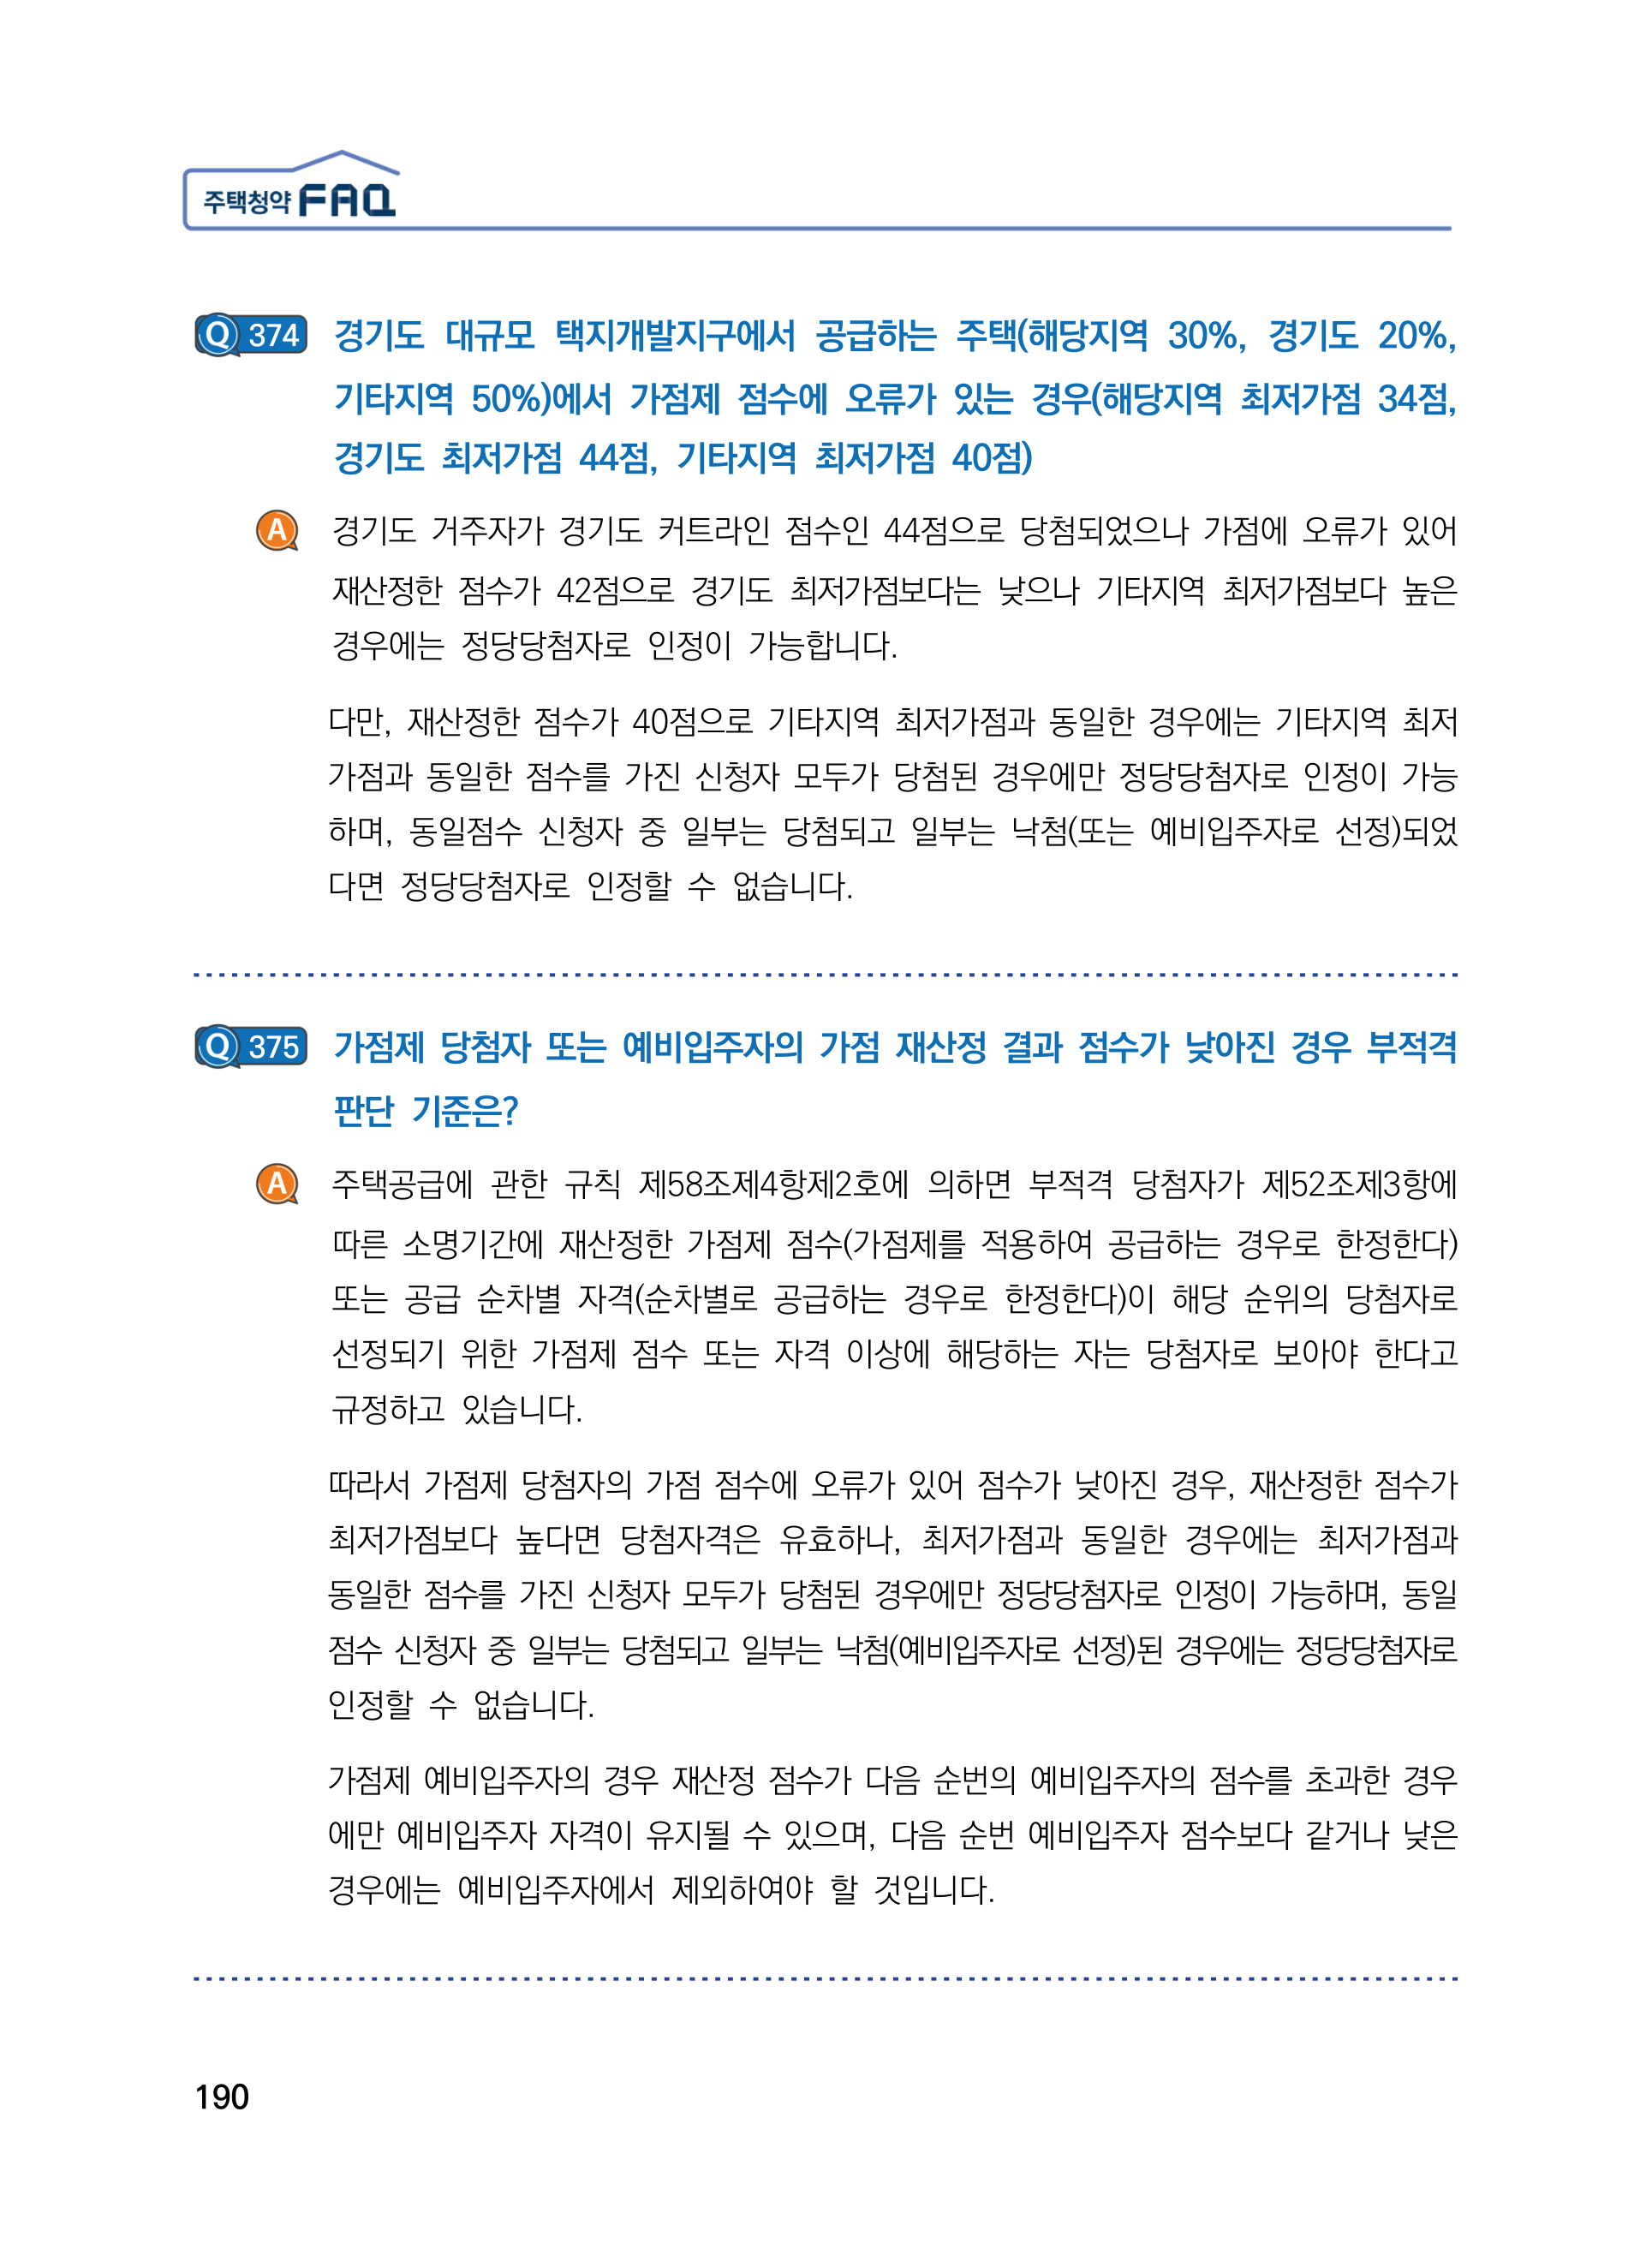 주택청약 FAQ
Q 374 경기도 대규모 택지개발지구에서 공급하는 주택(해당지역 30%, 경기도 20%,
기타지역 50%)에서 가점제 점수에 오류가 있는 경우(해당지역 최저가점 34점,
경기도 최저가점 44점, 기타지역 최저가점 40점)
A 경기도 거주자가 경기도 커트라인 점수인 44점으로 당첨되었으나 가점에 오류가 있어
재산정한 점수가 42점으로 경기도 최저가점보다는 낮으나 기타지역 최저가점보다 높은
경우에는 정당당첨자로 인정이 가능합니다.
다만, 재산정한 점수가 40점으로 기타지역 최저가점과 동일한 경우에는 기타지역 최저
가점과 동일한 점수를 가진 신청자 모두가 당첨된 경우에만 정당당첨자로 인정이 가능
하며, 동일점수 신청자 중 일부는 당첨되고 일부는 낙첨(또는 예비입주자로 선정)되었
다면 정당당첨자로 인정할 수 없습니다.
Q 375 가점제 당첨자 또는 예비입주자의 가점 재산정 결과 점수가 낮아진 경우 부적격
판단 기준은?
A 주택공급에 관한 규칙 제58조제4항제2호에 의하면 부적격 당첨자가 제52조제3항에
따른 소명기간에 재산정한 가점제 점수(가점제를 적용하여 공급하는 경우로 한정한다)
또는 공급 순차별 자격(순차별로 공급하는 경우로 한정한다)이 해당 순위의 당첨자로
선정되기 위한 가점제 점수 또는 자격 이상에 해당하는 자는 당첨자로 보아야 한다고
규정하고 있습니다.
따라서 가점제 당첨자의 가점 점수에 오류가 있어 점수가 낮아진 경우, 재산정한 점수가
최저가점보다 높다면 당첨자격은 유효하나, 최저가점과 동일한 경우에는 최저가점과
동일한 점수를 가진 신청자 모두가 당첨된 경우에만 정당당첨자로 인정이 가능하며, 동일
점수 신청자 중 일부는 당첨되고 일부는 낙첨(예비입주자로 선정)된 경우에는 정당당첨자로
인정할 수 없습니다.
가점제 예비입주자의 경우 재산정 점수가 다음 순번의 예비입주자의 점수를 초과한 경우
에만 예비입주자 자격이 유지될 수 있으며, 다음 순번 예비입주자 점수보다 같거나 낮은
경우에는 예비입주자에서 제외하여야 할 것입니다.
190